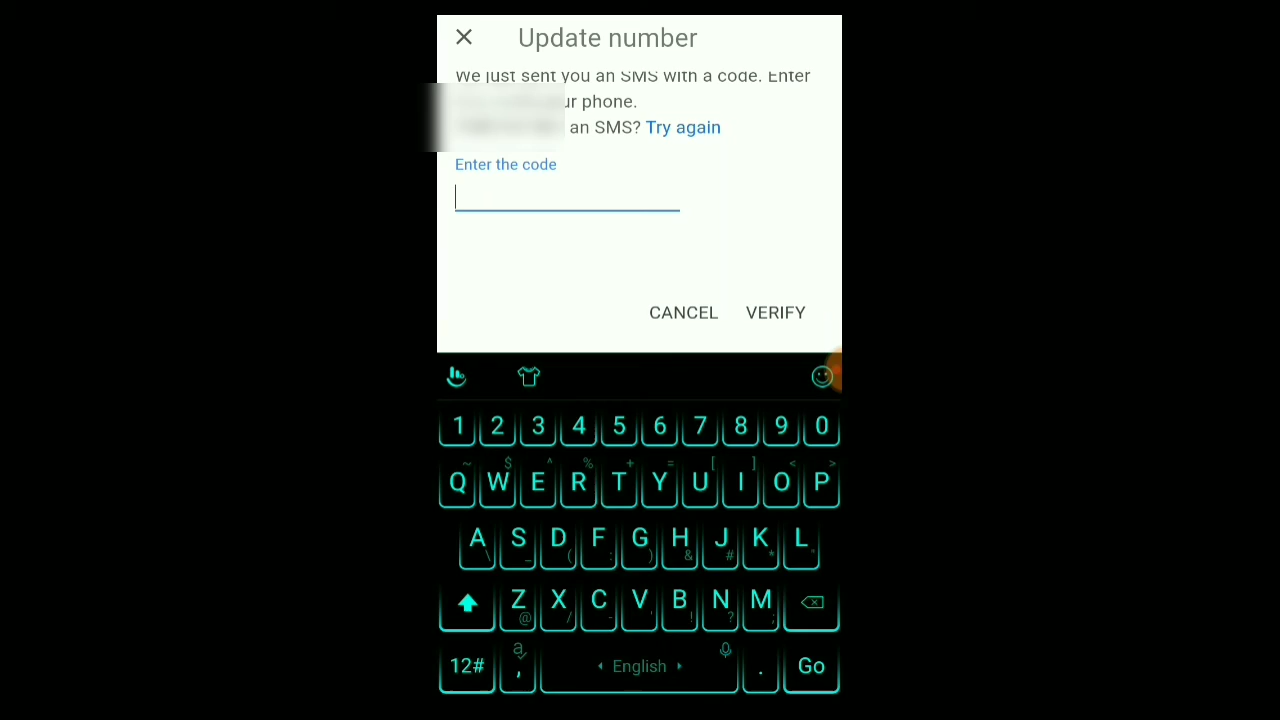 Update number
We just sent you an SMS with a code. Enter
ur phone.
an SMS? Try again
Enter the code
CANCEL VERIFY
1 2 3 4 5 6 7 8 9 0
~ $ ^ % + = [ ] < >
Q W E R T Y U I O P
A S D F G H J K L
\ _ ( : ) & # * "
Z X C V B N M
@ / - ' ! ? ;
a
12# , English . Go